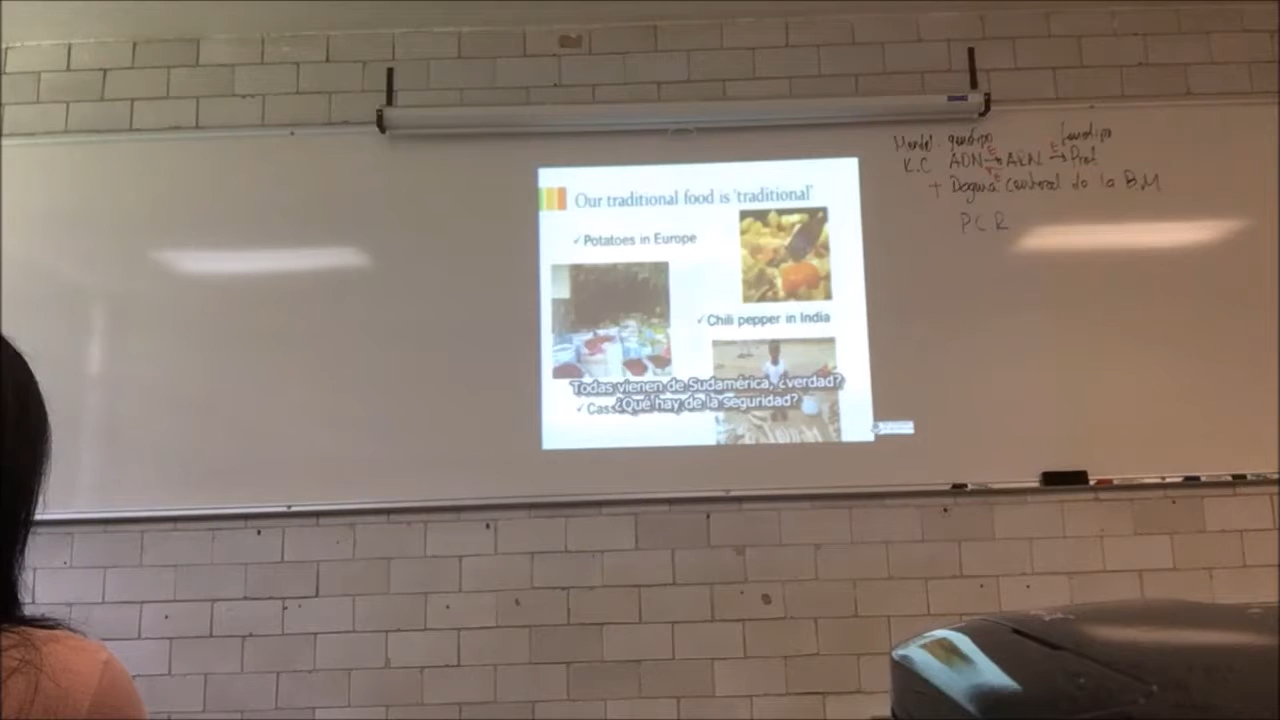 Our traditional food is 'traditional'
✓ Potatoes in Europe
✓ Chili pepper in India
Todas vienen de Sudamérica, ¿verdad?
¿Qué hay de la seguridad?
✓ Cas
Mendel. genotipo fenotipo
K.C ADN E→ ARN E→ Prot
+ Dogma central de la B.M
PCR